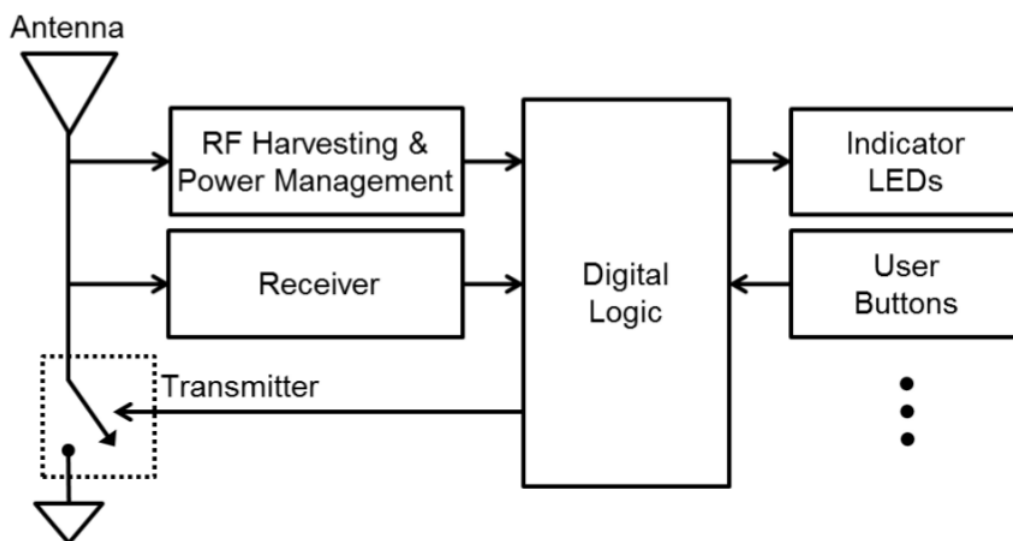 Antenna
RF Harvesting &
Power Management
Indicator
LEDs
Receiver
Digital
Logic
User
Buttons
Transmitter